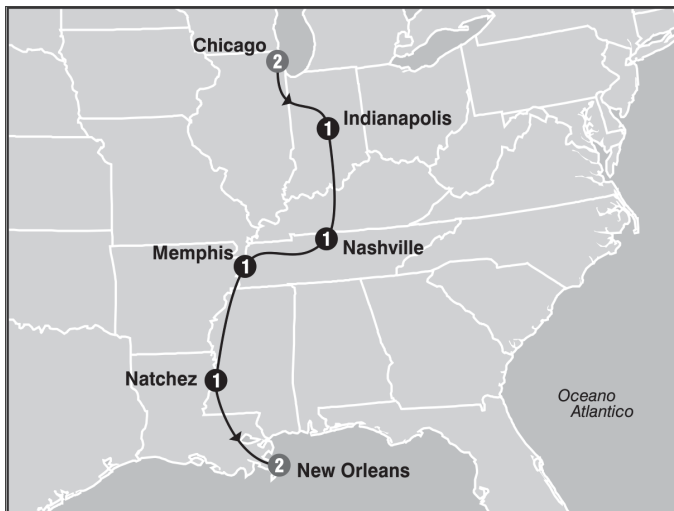 Chicago
2
Indianapolis
1
1
Nashville
Memphis
1
Natchez
1
Oceano
Atlantico
2
New Orleans